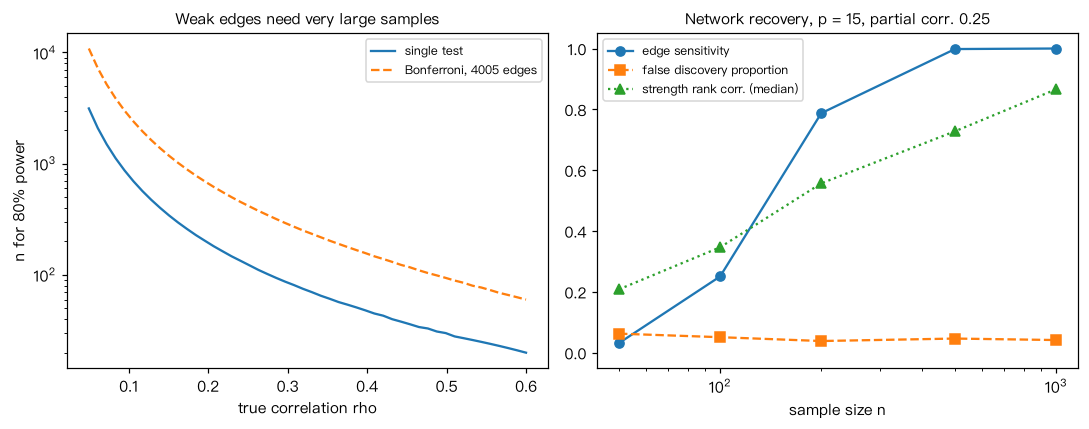 Weak edges need very large samples
single test
Bonferroni, 4005 edges
n for 80% power
10^4
10^3
10^2
0.1 0.2 0.3 0.4 0.5 0.6
true correlation rho
Network recovery, p = 15, partial corr. 0.25
edge sensitivity
false discovery proportion
strength rank corr. (median)
1.0
0.8
0.6
0.4
0.2
0.0
10^2 10^3
sample size n